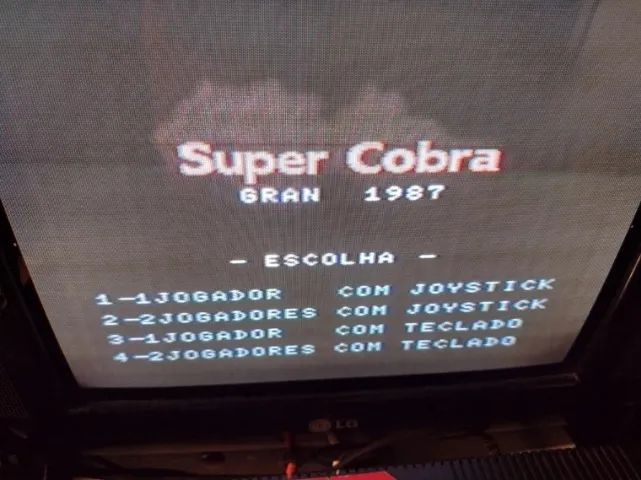 Super Cobra
GRAN 1987
- ESCOLHA -
1-1JOGADOR COM JOYSTICK
2-2JOGADORES COM JOYSTICK
3-1JOGADOR COM TECLADO
4-2JOGADORES COM TECLADO
LG